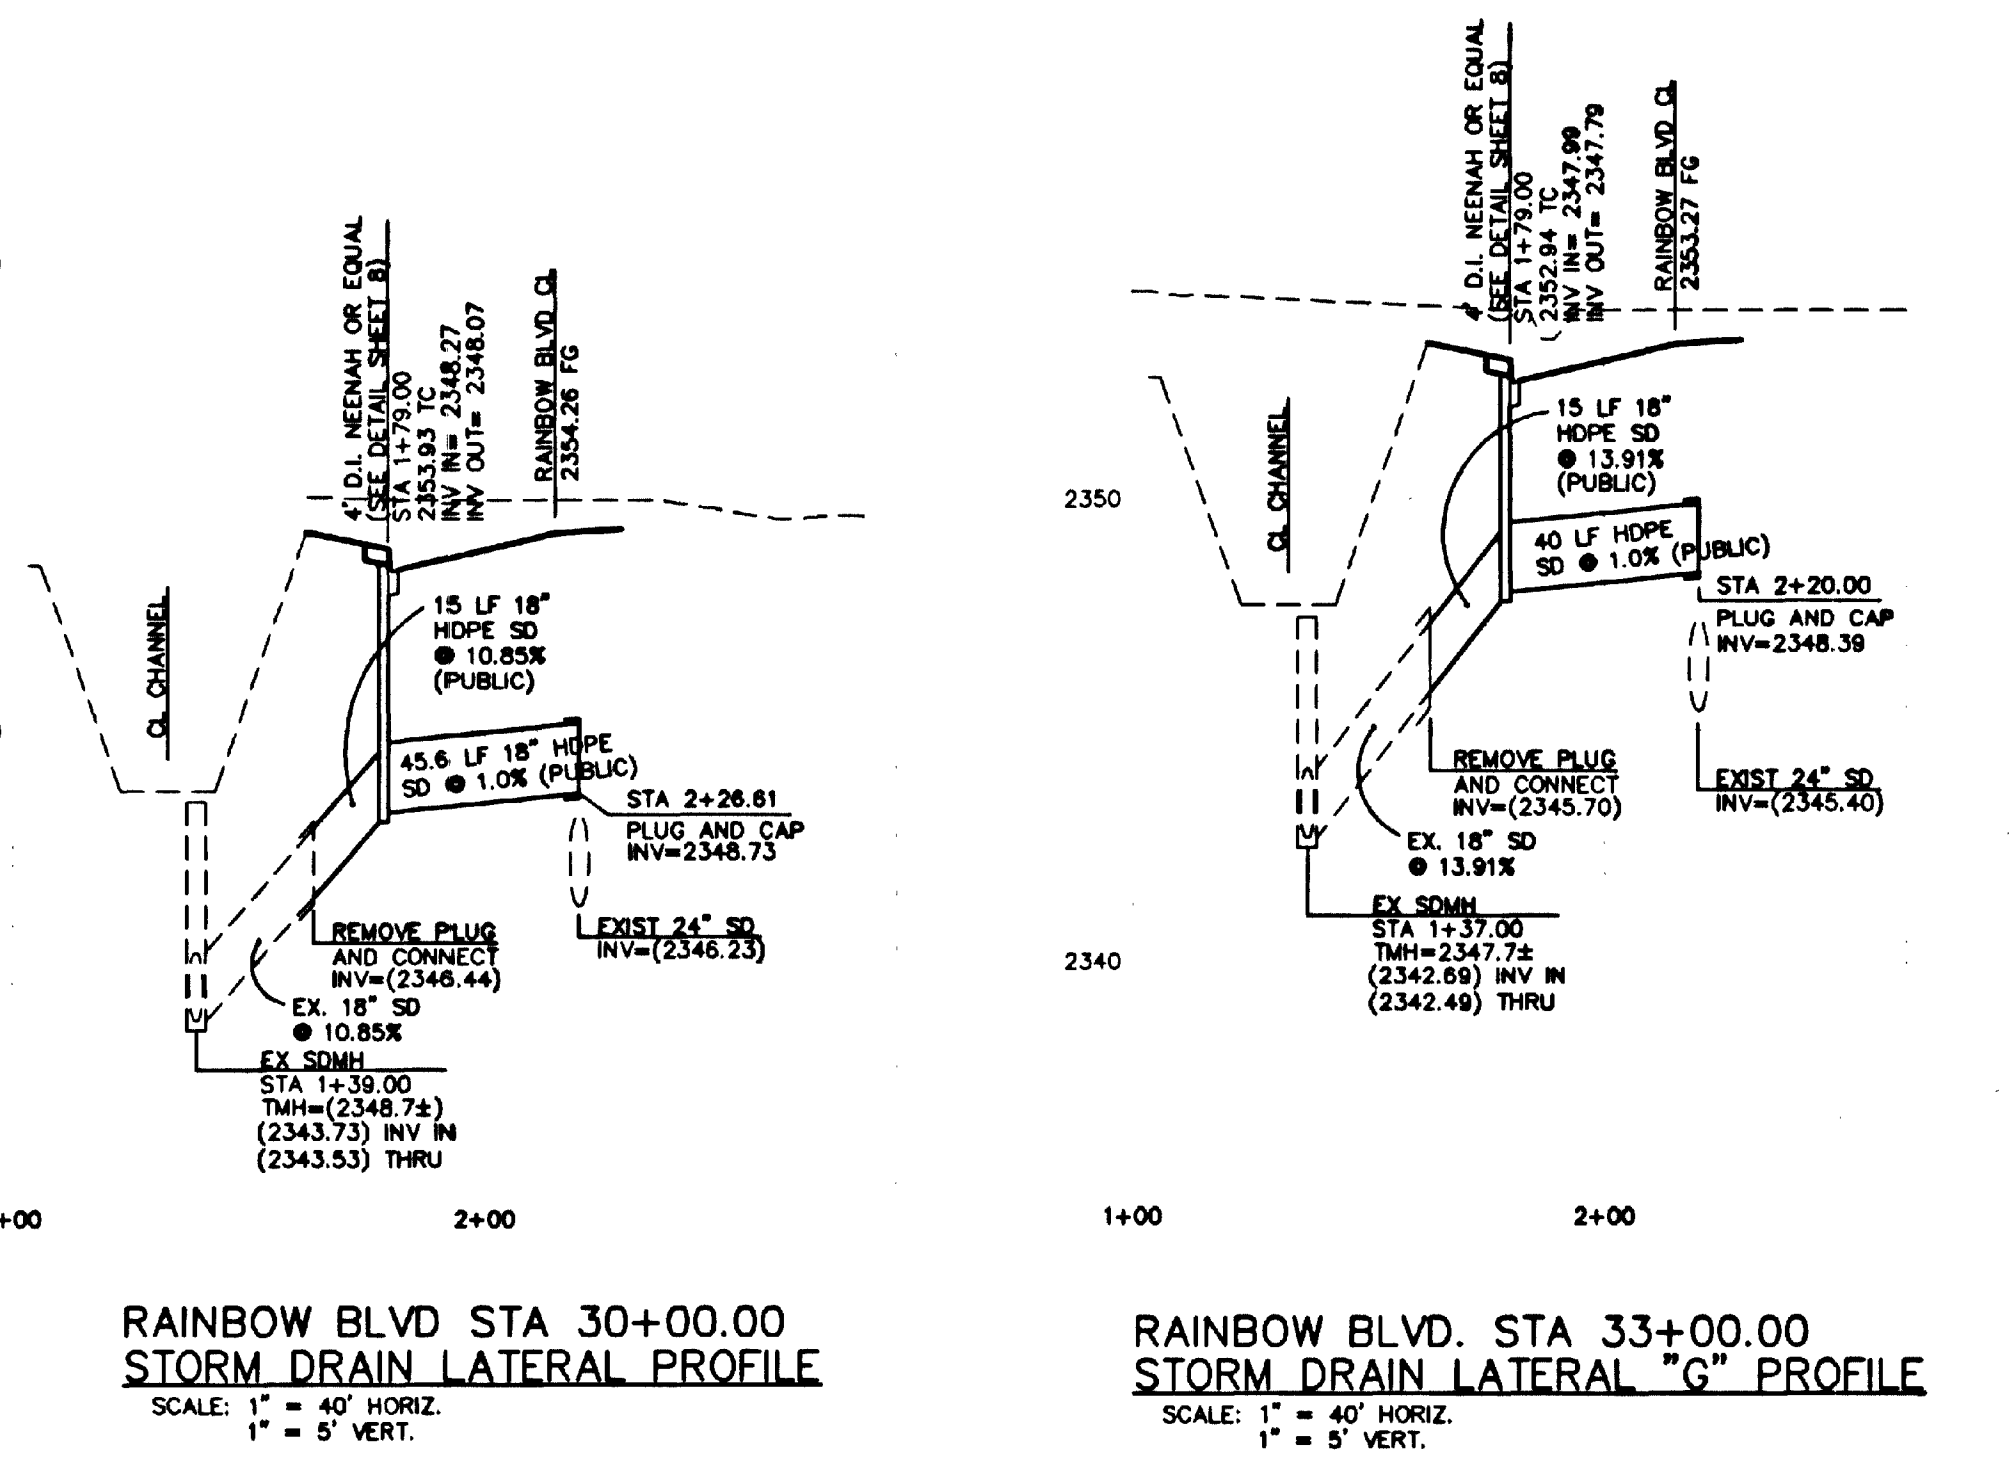 4' D.I. NEENAH OR EQUAL
(SEE DETAIL SHEET 8)
STA 1+79.00
2353.93 TC
INV IN= 2348.27
INV OUT= 2348.07
RAINBOW BLVD CL
2354.26 FG
CL CHANNEL
15 LF 18"
HDPE SD
@ 10.85%
(PUBLIC)
45.6 LF 18" HDPE
SD @ 1.0% (PUBLIC)
STA 2+26.61
PLUG AND CAP
INV=2348.73
EXIST 24" SD
INV=(2346.23)
REMOVE PLUG
AND CONNECT
INV=(2346.44)
EX. 18" SD
@ 10.85%
EX SDMH
STA 1+39.00
TMH=(2348.7±)
(2343.73) INV IN
(2343.53) THRU
+00
2+00
RAINBOW BLVD STA 30+00.00
STORM DRAIN LATERAL PROFILE
SCALE: 1" = 40' HORIZ.
1" = 5' VERT.
4' D.I. NEENAH OR EQUAL
(SEE DETAIL SHEET 8)
STA 1+79.00
(2352.94 TC
INV IN= 2347.99
INV OUT= 2347.79
RAINBOW BLVD CL
2353.27 FG
2350
2340
CL CHANNEL
15 LF 18"
HDPE SD
@ 13.91%
(PUBLIC)
40 LF HDPE
SD @ 1.0% (PUBLIC)
STA 2+20.00
PLUG AND CAP
INV=2348.39
EXIST 24" SD
INV=(2345.40)
REMOVE PLUG
AND CONNECT
INV=(2345.70)
EX. 18" SD
@ 13.91%
EX SDMH
STA 1+37.00
TMH=2347.7±
(2342.69) INV IN
(2342.49) THRU
1+00
2+00
RAINBOW BLVD. STA 33+00.00
STORM DRAIN LATERAL "G" PROFILE
SCALE: 1" = 40' HORIZ.
1" = 5' VERT.